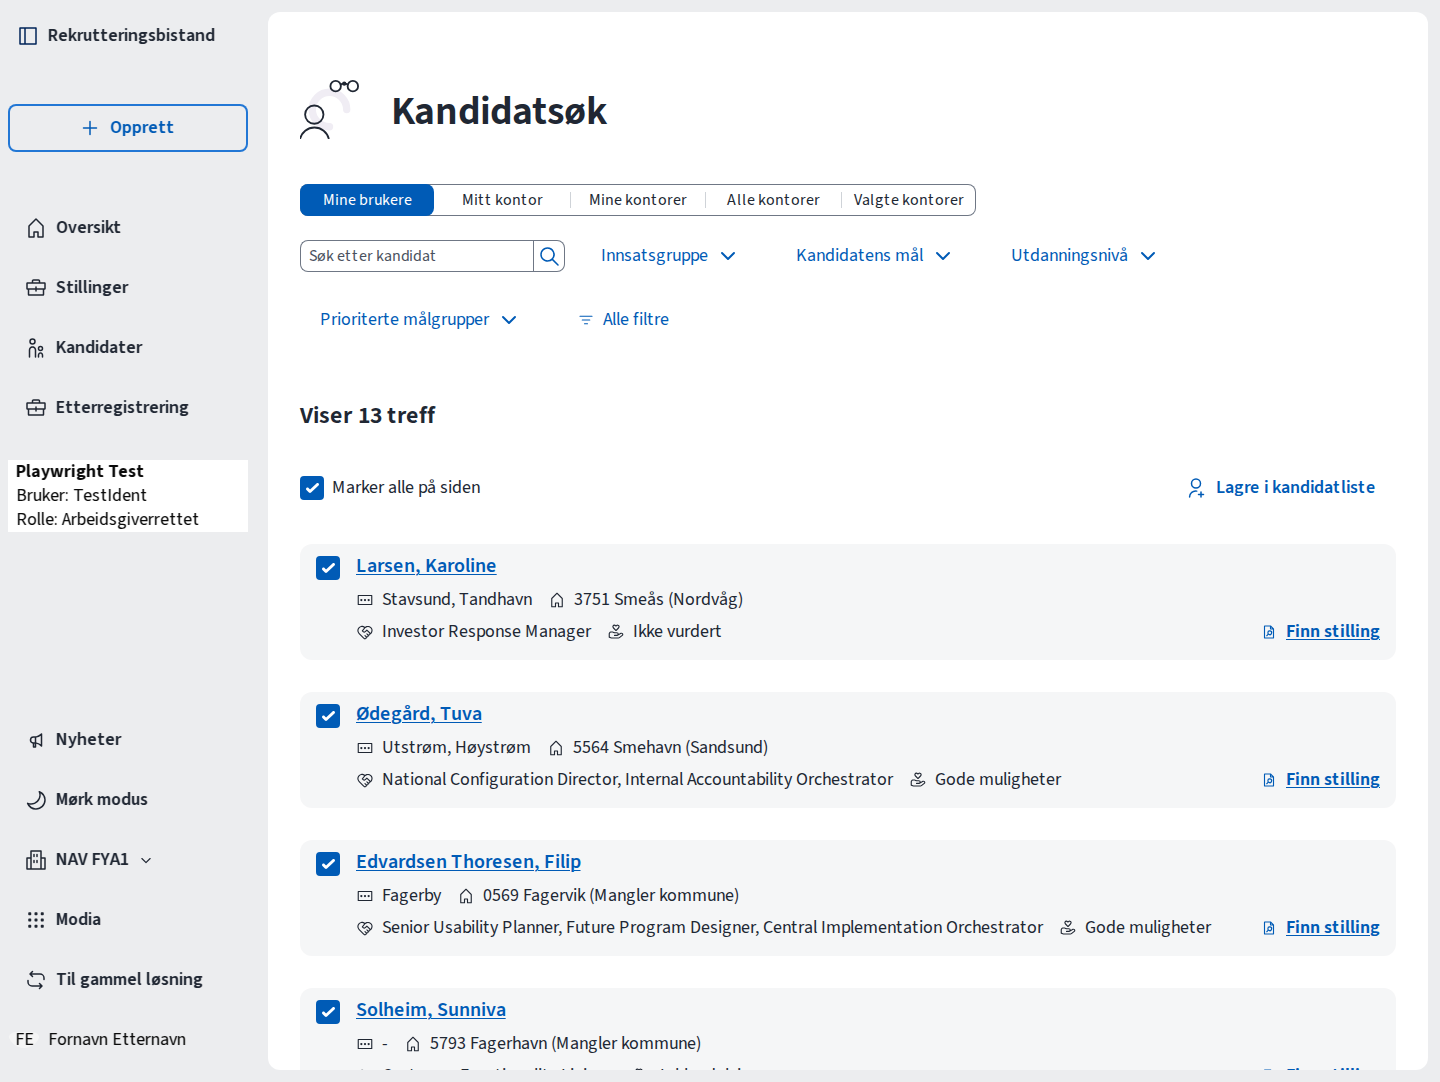 Rekrutteringsbistand
Opprett
Oversikt
Stillinger
Kandidater
Etterregistrering
Playwright Test
Bruker: TestIdent
Rolle: Arbeidsgiverrettet
Nyheter
Mørk modus
NAV FYA1
Modia
Til gammel løsning
FE Fornavn Etternavn
Kandidatsøk
Mine brukere Mitt kontor Mine kontorer Alle kontorer Valgte kontorer
Søk etter kandidat Innsatsgruppe Kandidatens mål Utdanningsnivå
Prioriterte målgrupper Alle filtre
Viser 13 treff
Marker alle på siden Lagre i kandidatliste
Larsen, Karoline
Stavsund, Tandhavn 3751 Smeås (Nordvåg)
Investor Response Manager Ikke vurdert Finn stilling
Ødegård, Tuva
Utstrøm, Høystrøm 5564 Smehavn (Sandsund)
National Configuration Director, Internal Accountability Orchestrator Gode muligheter Finn stilling
Edvardsen Thoresen, Filip
Fagerby 0569 Fagervik (Mangler kommune)
Senior Usability Planner, Future Program Designer, Central Implementation Orchestrator Gode muligheter Finn stilling
Solheim, Sunniva
- 5793 Fagerhavn (Mangler kommune)